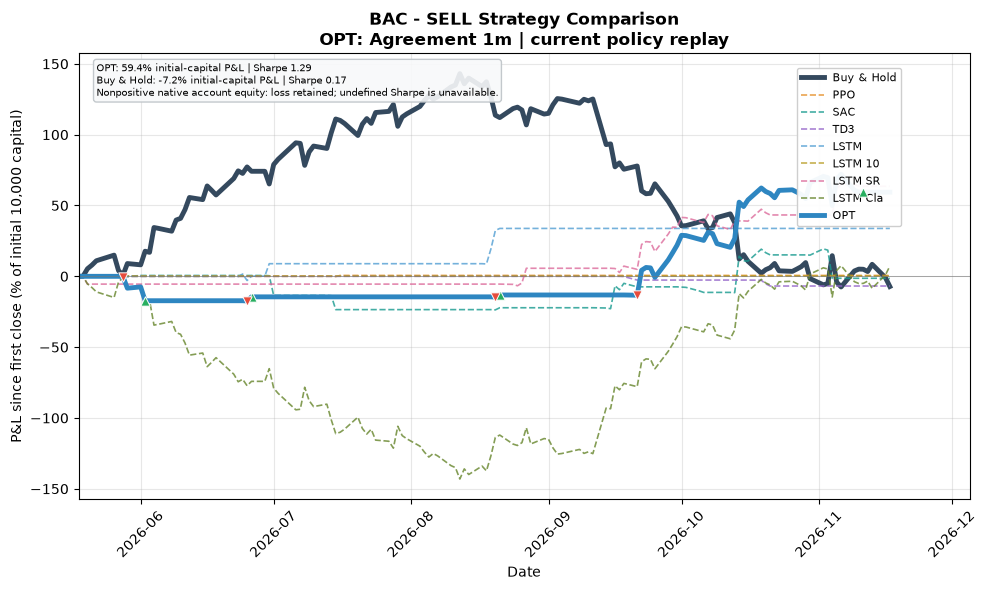 BAC - SELL Strategy Comparison
OPT: Agreement 1m | current policy replay
OPT: 59.4% initial-capital P&L | Sharpe 1.29
Buy & Hold: -7.2% initial-capital P&L | Sharpe 0.17
Nonpositive native account equity: loss retained; undefined Sharpe is unavailable.
Buy & Hold
PPO
SAC
TD3
LSTM
LSTM 10
LSTM SR
LSTM Cla
OPT
P&L since first close (% of initial 10,000 capital)
150
100
50
0
−50
−100
−150
2026-06
2026-07
2026-08
2026-09
2026-10
2026-11
2026-12
Date